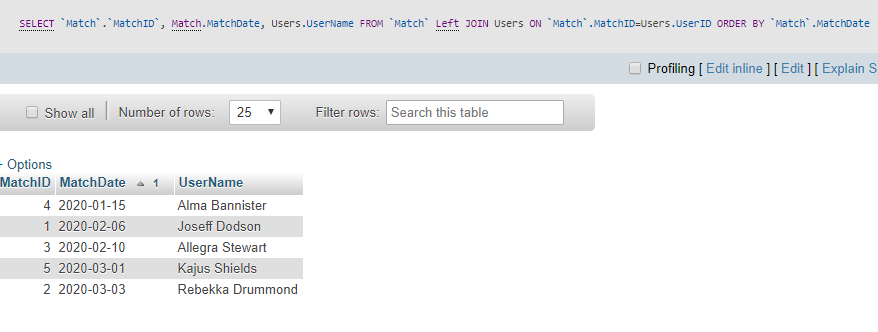 SELECT `Match`.`MatchID`, Match.MatchDate, Users.UserName FROM `Match` Left JOIN Users ON `Match`.MatchID=Users.UserID ORDER BY `Match`.MatchDate
Profiling [ Edit inline ] [ Edit ] [ Explain S
Show all Number of rows: 25 Filter rows: Search this table
+ Options
MatchID MatchDate 1 UserName
4 2020-01-15 Alma Bannister
1 2020-02-06 Joseff Dodson
3 2020-02-10 Allegra Stewart
5 2020-03-01 Kajus Shields
2 2020-03-03 Rebekka Drummond